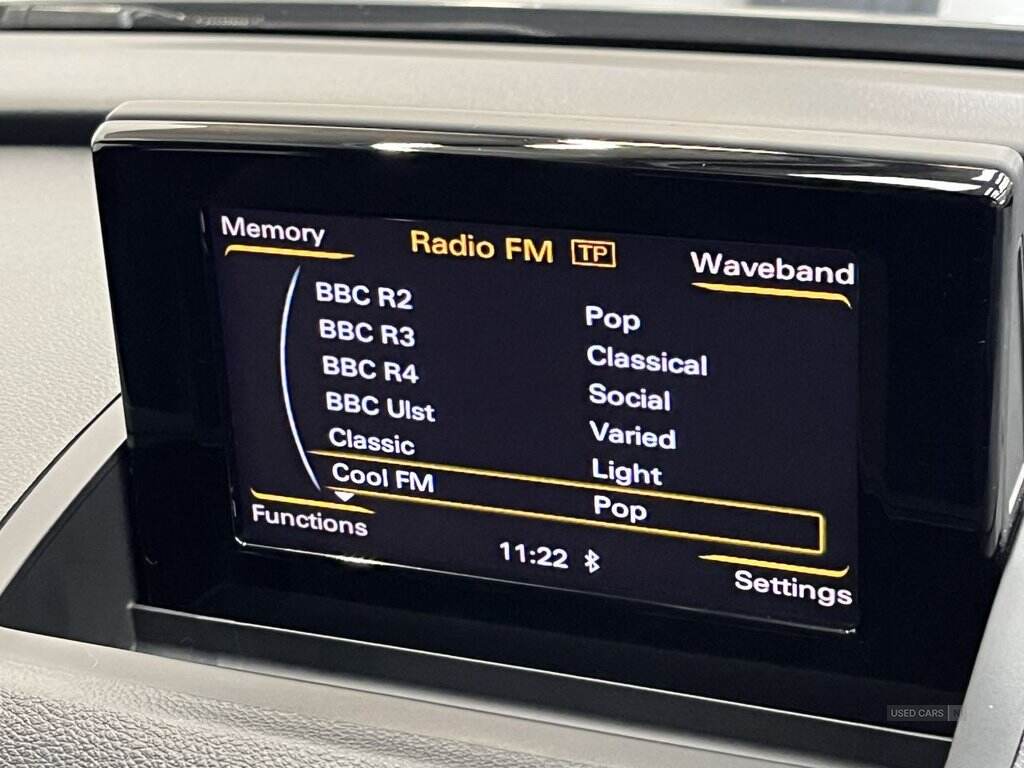 Memory
Radio FM TP
Waveband
BBC R2 Pop
BBC R3 Classical
BBC R4 Social
BBC Ulst Varied
Classic Light
Cool FM Pop
Functions
11:22
Settings
USED CARS